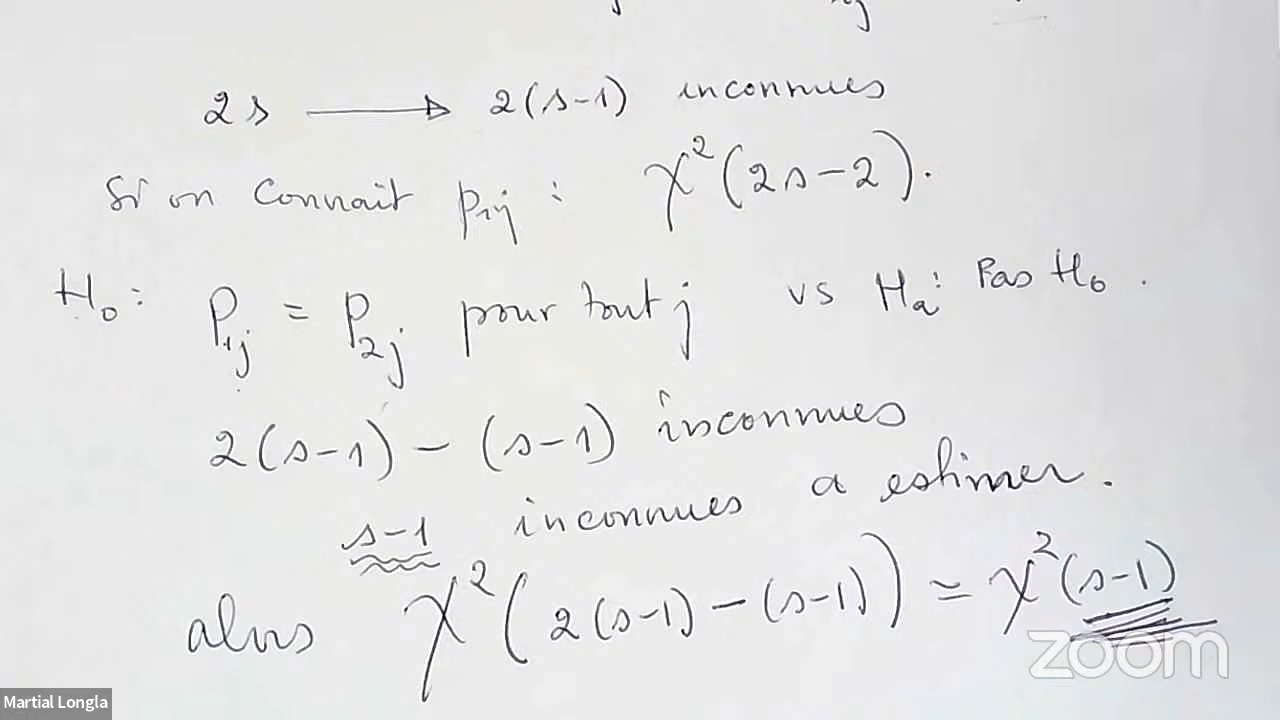 2s → 2(s-1) inconnues
Si on connait p₁j : χ²(2s-2).
H₀: P₁j = P₂j pour tout j vs Hₐ: Pas H₀.
2(s-1) - (s-1) inconnues
s-1 inconnues a estimer.
alors χ²(2(s-1) - (s-1)) = χ²(s-1)
zoom
Martial Longla